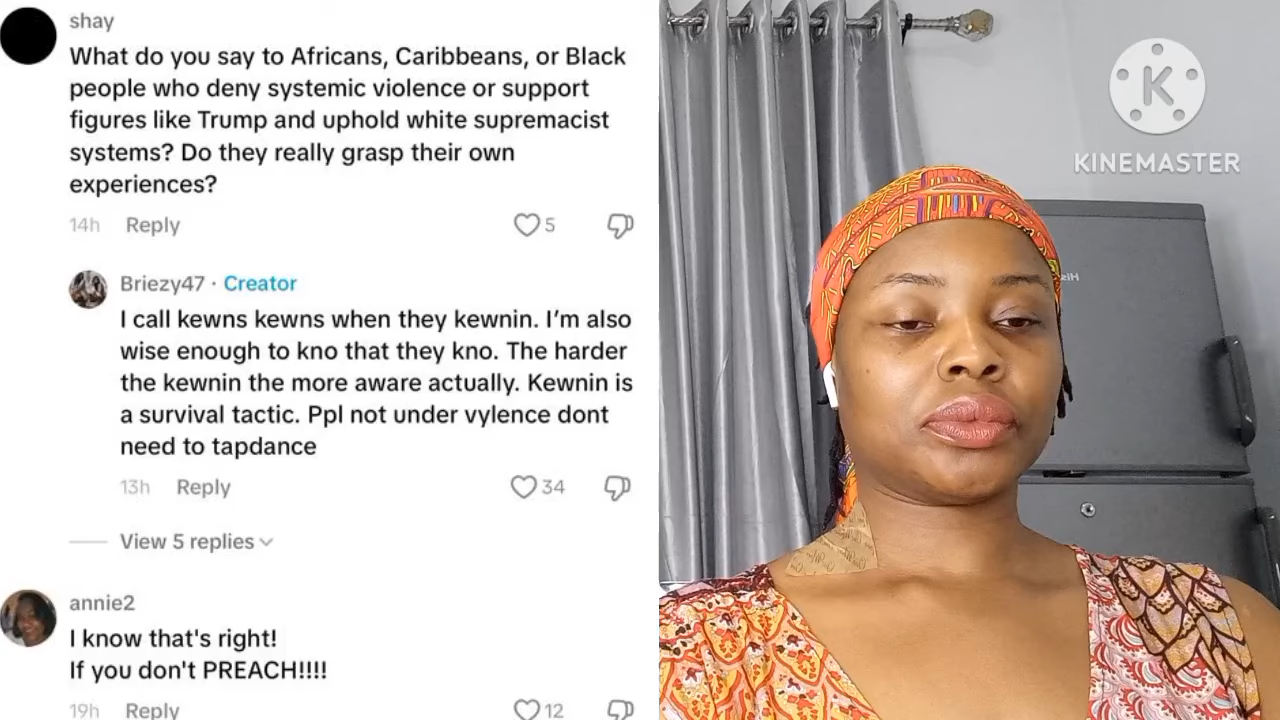 shay
What do you say to Africans, Caribbeans, or Black
people who deny systemic violence or support
figures like Trump and uphold white supremacist
systems? Do they really grasp their own
experiences?
14h Reply 5
Briezy47 · Creator
I call kewns kewns when they kewnin. I’m also
wise enough to kno that they kno. The harder
the kewnin the more aware actually. Kewnin is
a survival tactic. Ppl not under vylence dont
need to tapdance
13h Reply 34
View 5 replies
annie2
I know that's right!
If you don't PREACH!!!!
19h Reply 12
K
KINEMASTER